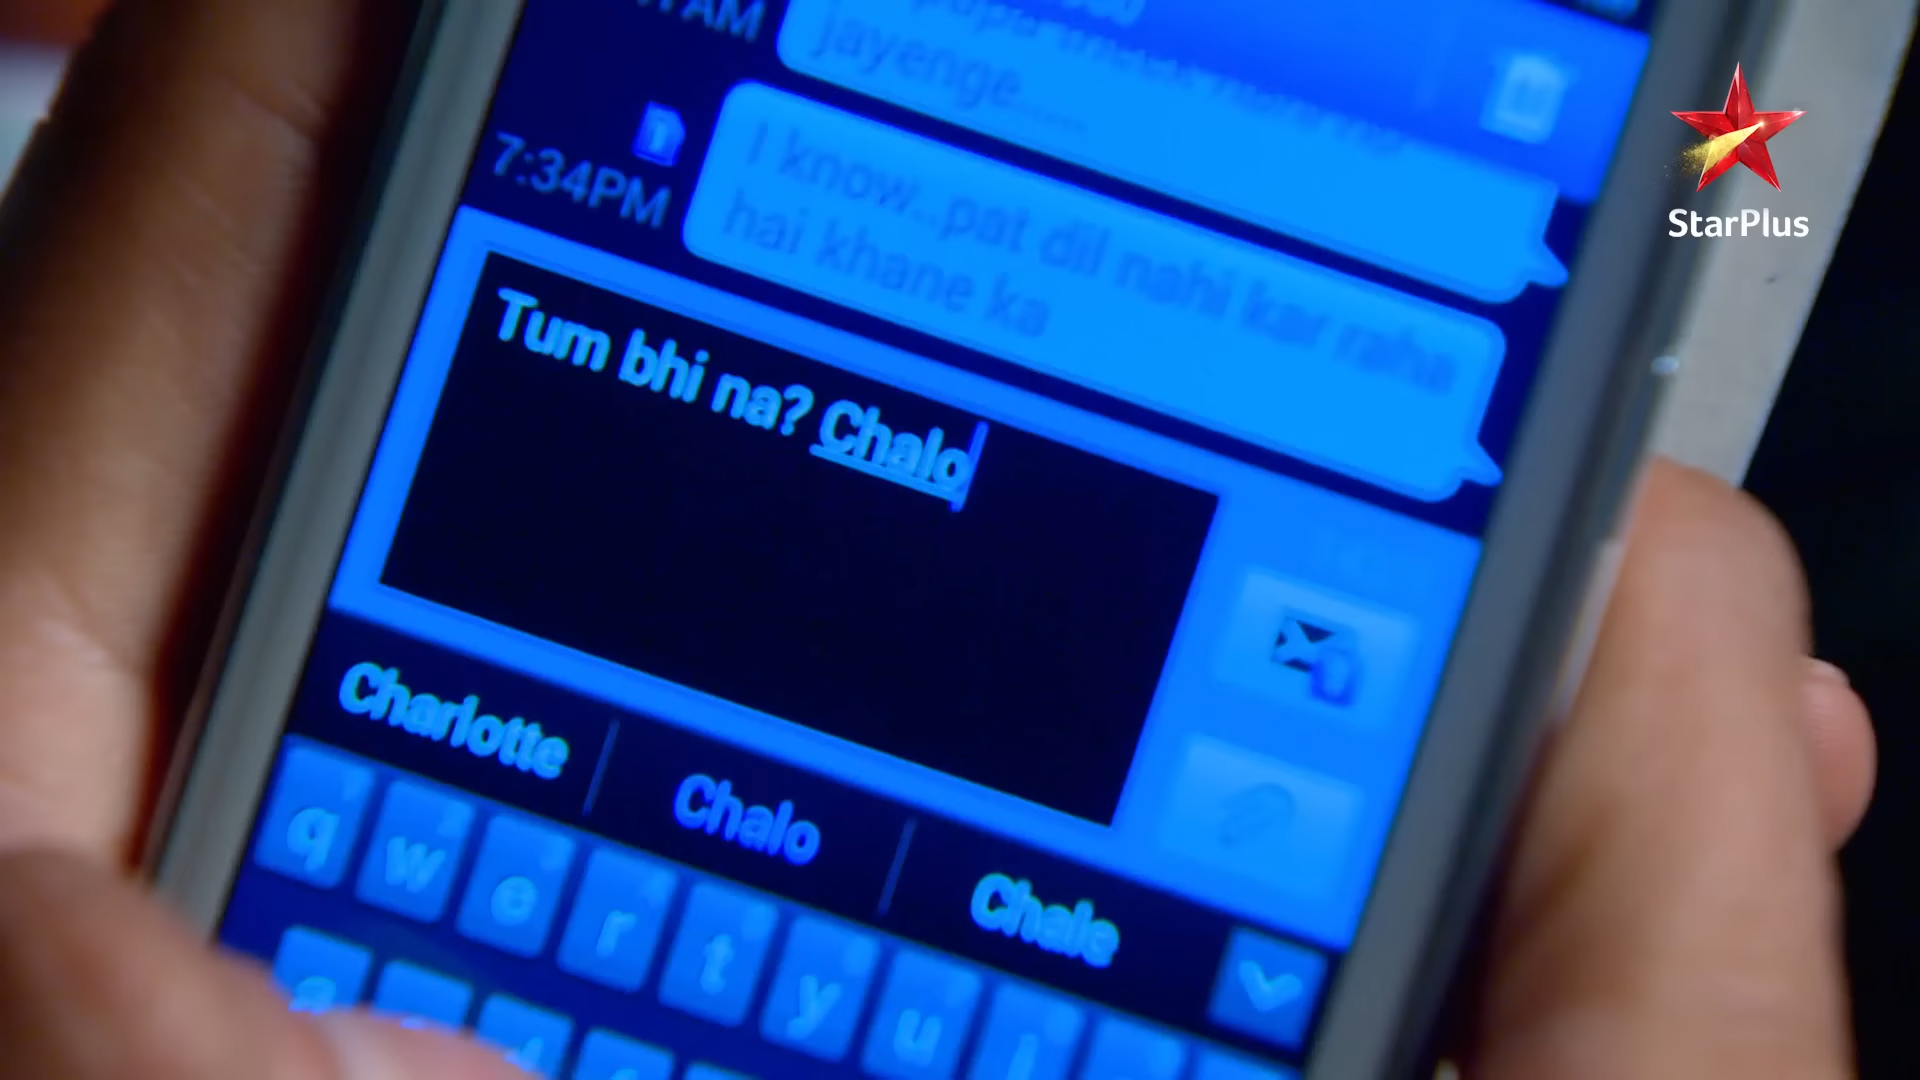 AM
jayenge.....
7:34PM
I know..pat dil nahi kar raha
hai khane ka
Tum bhi na? Chalo
Charlotte
Chalo
Chale
q w e r t y u i
a
StarPlus